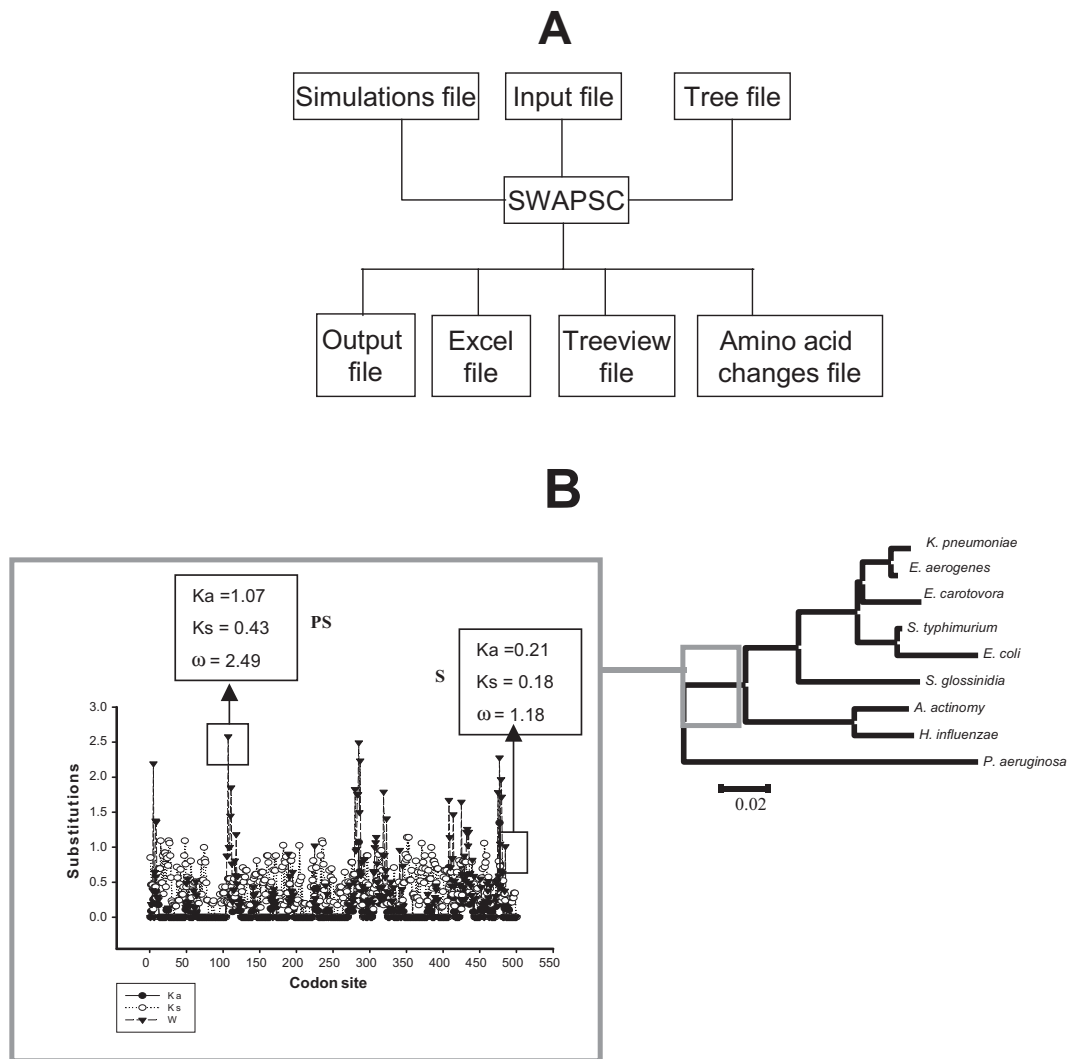 A
Simulations file
Input file
Tree file
SWAPSC
Output
file
Excel
file
Treeview
file
Amino acid
changes file
B
Ka =1.07
Ks = 0.43
ω = 2.49
PS
Ka =0.21
Ks = 0.18
ω = 1.18
S
Substitutions
3.0
2.5
2.0
1.5
1.0
0.5
0.0
0 50 100 150 200 250 300 350 400 450 500 550
Codon site
Ka
Ks
W
K. pneumoniae
E. aerogenes
E. carotovora
S. typhimurium
E. coli
S. glossinidia
A. actinomy
H. influenzae
P. aeruginosa
0.02